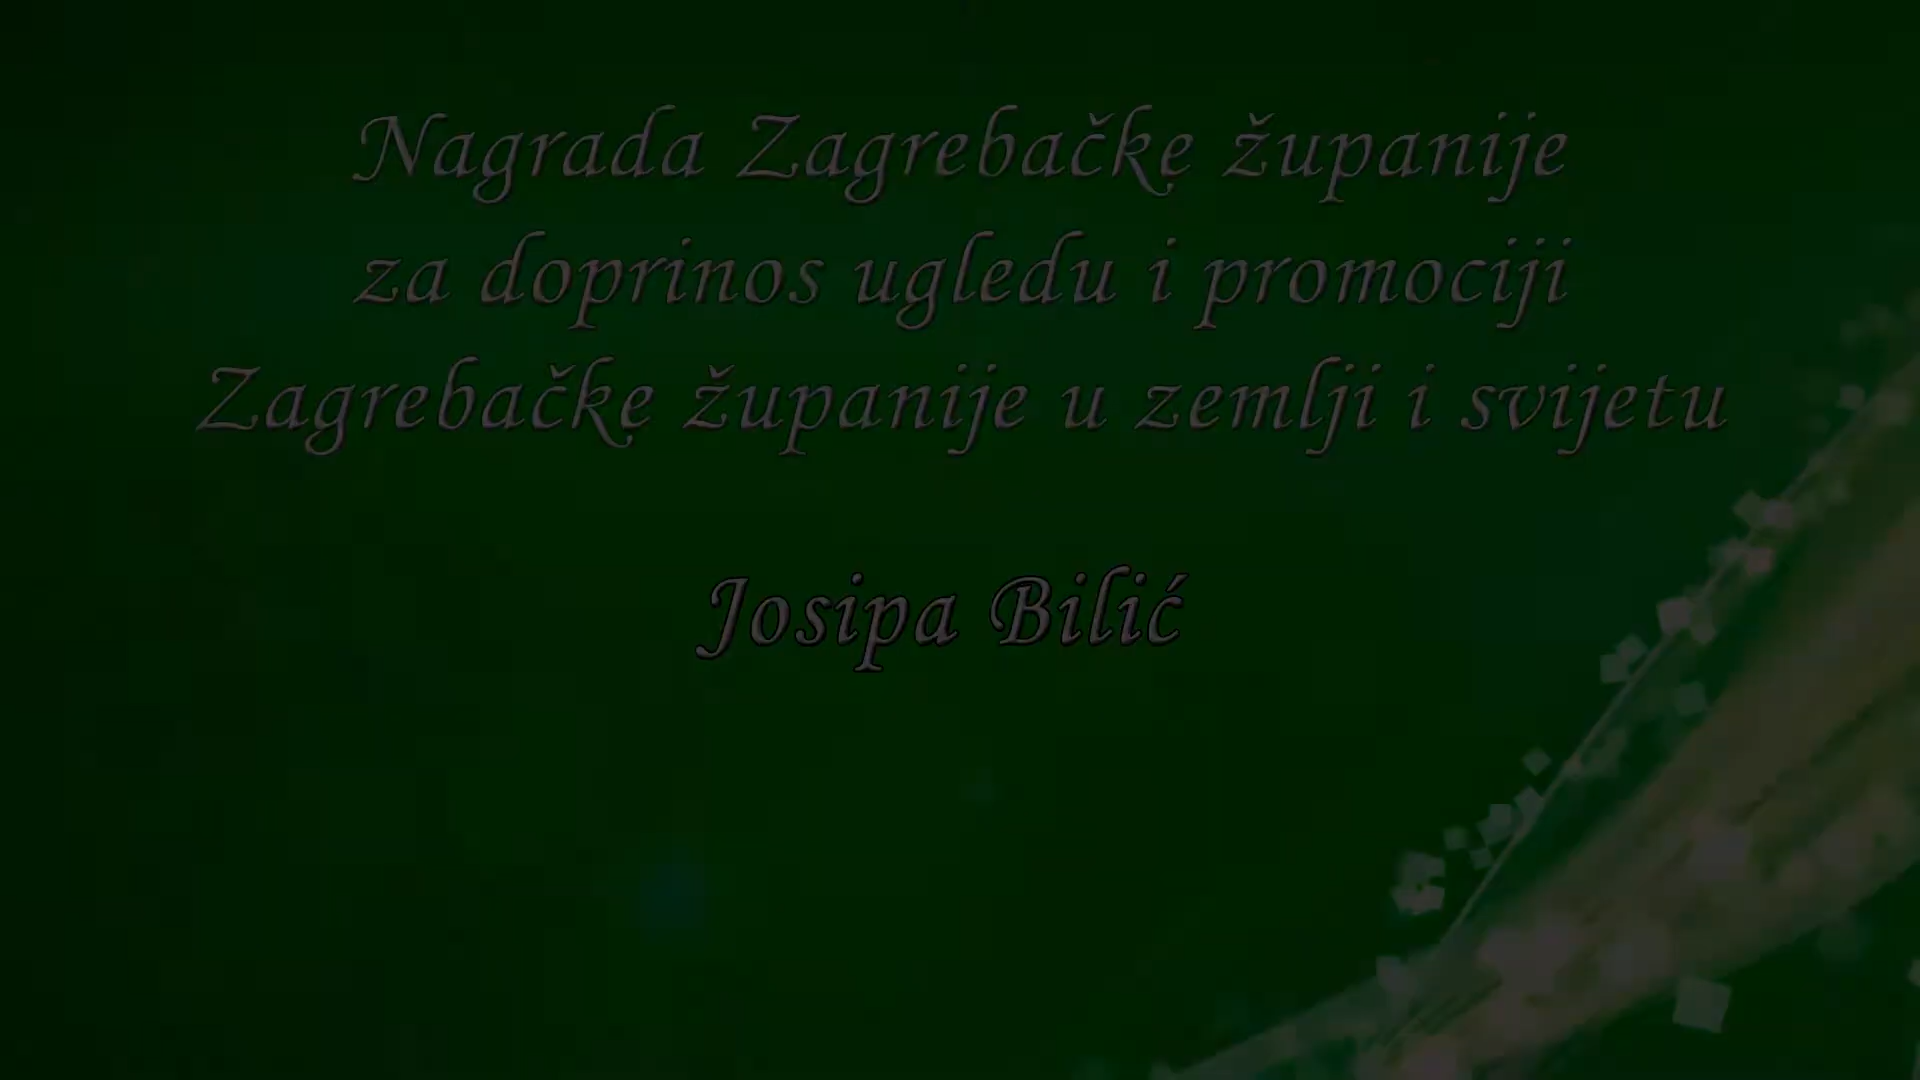 Nagrada Zagrebačke županije
za doprinos ugledu i promociji
Zagrebačke županije u zemlji i svijetu
Josipa Bilić